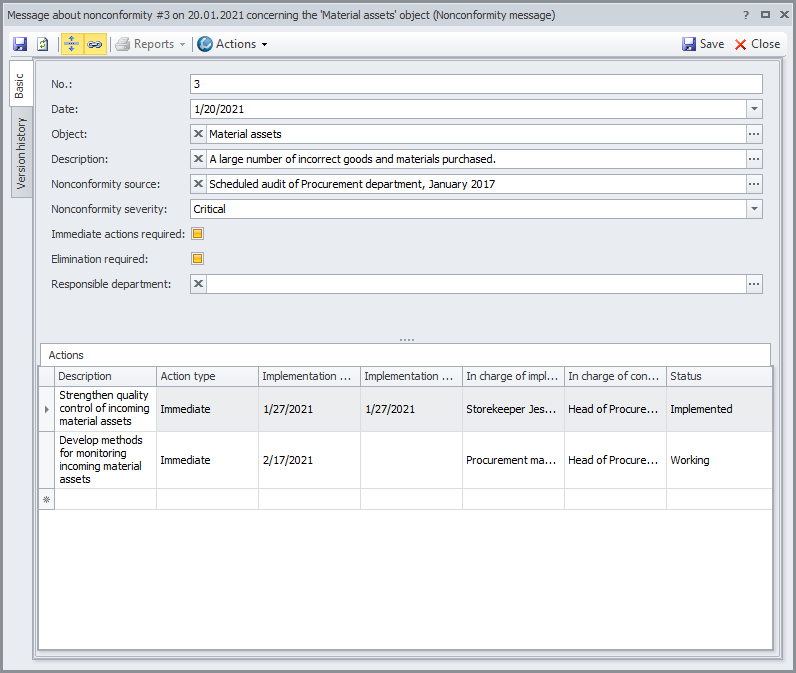 Message about nonconformity #3 on 20.01.2021 concerning the 'Material assets' object (Nonconformity message)
Reports
Actions
Save
Close
Basic
Version history
No.:
3
Date:
1/20/2021
Object:
Material assets
Description:
A large number of incorrect goods and materials purchased.
Nonconformity source:
Scheduled audit of Procurement department, January 2017
Nonconformity severity:
Critical
Immediate actions required:
Elimination required:
Responsible department:
Actions
Description
Action type
Implementation ...
Implementation ...
In charge of impl...
In charge of con...
Status
Strengthen quality
control of incoming
material assets
Immediate
1/27/2021
1/27/2021
Storekeeper Jes...
Head of Procure...
Implemented
Develop methods
for monitoring
incoming material
assets
Immediate
2/17/2021
Procurement ma...
Head of Procure...
Working